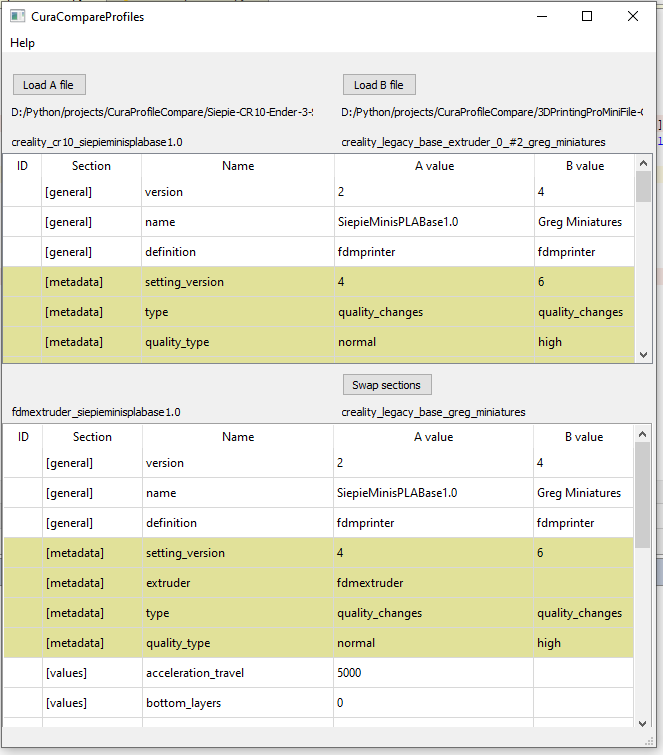 CuraCompareProfiles
Help
Load A file Load B file
D:/Python/projects/CuraProfileCompare/Siepie-CR10-Ender-3- D:/Python/projects/CuraProfileCompare/3DPrintingProMiniFile-
creality_cr10_siepieminisplabase1.0 creality_legacy_base_extruder_0_#2_greg_miniatures
ID Section Name A value B value
[general] version 2 4
[general] name SiepieMinisPLABase1.0 Greg Miniatures
[general] definition fdmprinter fdmprinter
[metadata] setting_version 4 6
[metadata] type quality_changes quality_changes
[metadata] quality_type normal high
Swap sections
fdmextruder_siepieminisplabase1.0 creality_legacy_base_greg_miniatures
ID Section Name A value B value
[general] version 2 4
[general] name SiepieMinisPLABase1.0 Greg Miniatures
[general] definition fdmprinter fdmprinter
[metadata] setting_version 4 6
[metadata] extruder fdmextruder
[metadata] type quality_changes quality_changes
[metadata] quality_type normal high
[values] acceleration_travel 5000
[values] bottom_layers 0